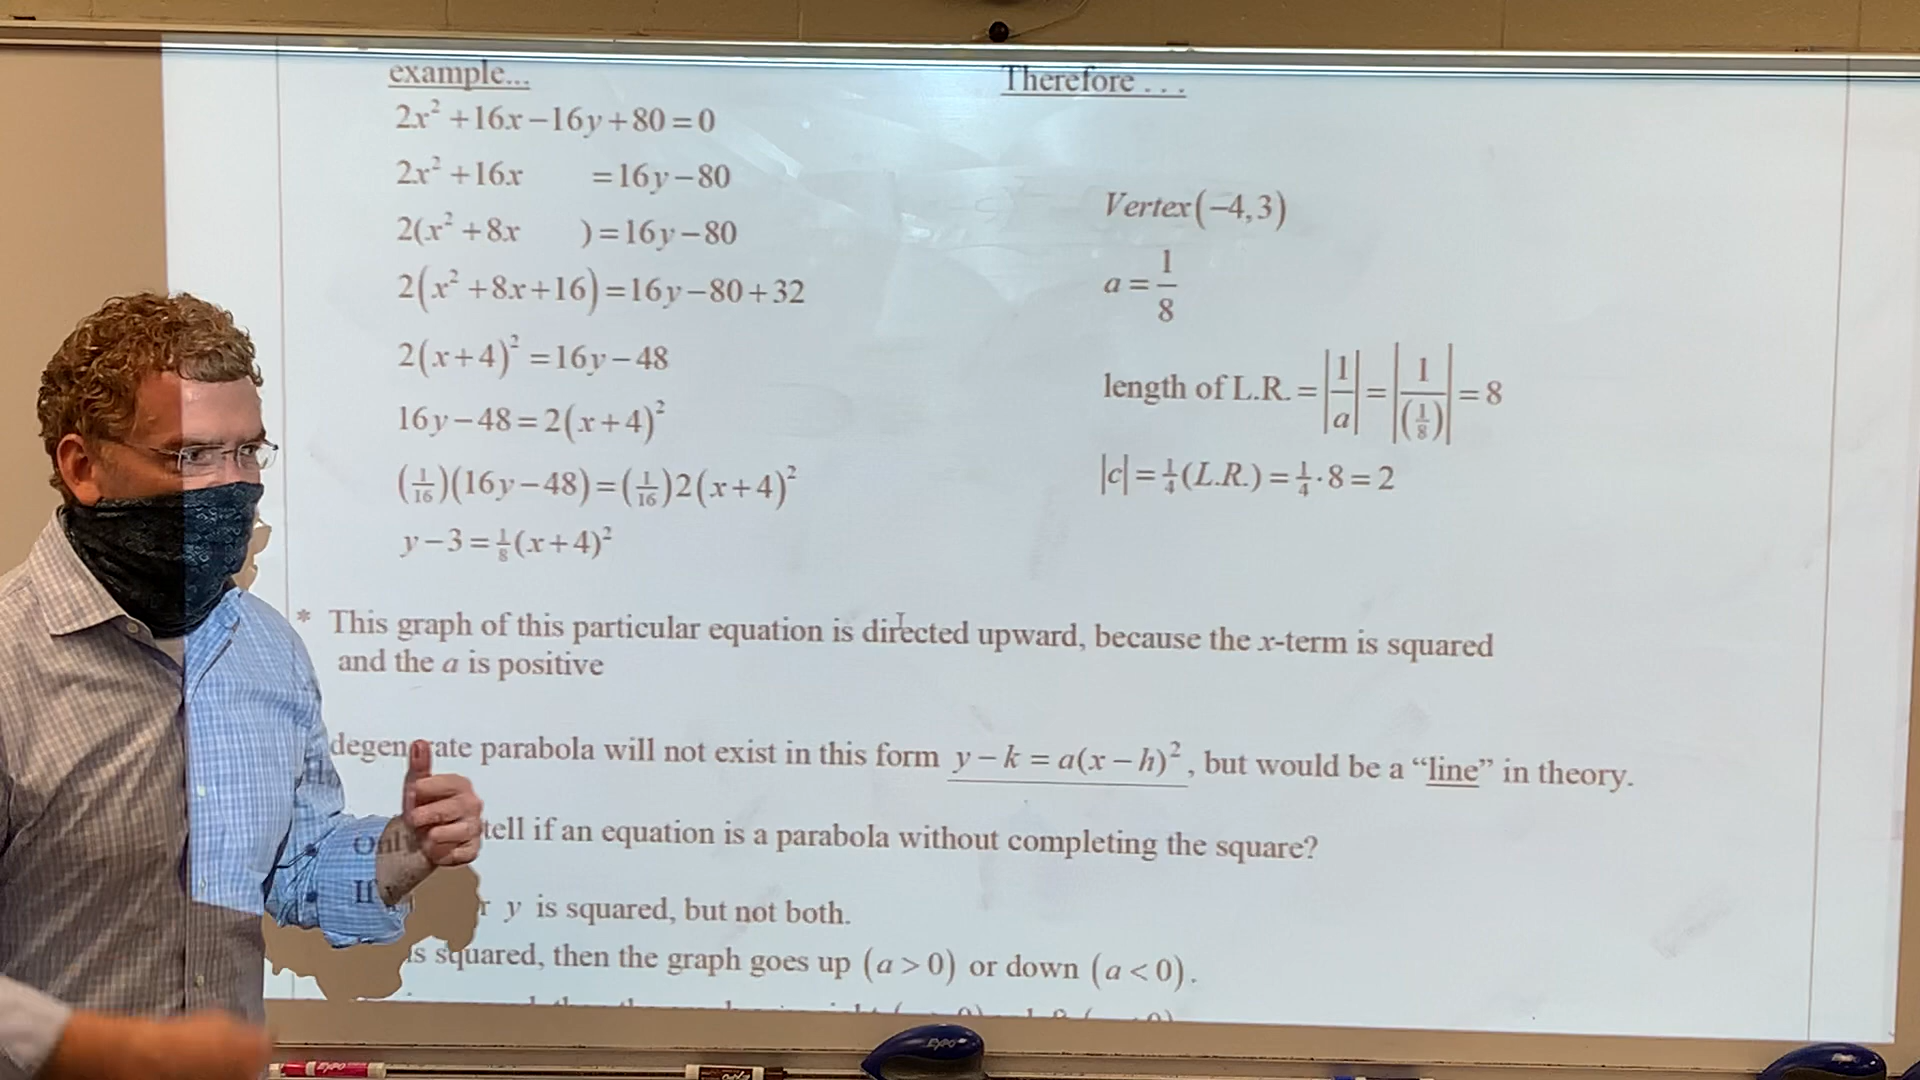 example...
2x² +16x−16y+80=0
2x² +16x =16y−80
2(x² +8x )=16y−80
2(x² +8x+16)=16y−80+32
2(x+4)² =16y−48
16y−48=2(x+4)²
(1/16)(16y−48)=(1/16)2(x+4)²
y−3=1/8(x+4)²
Therefore . . .
Vertex(−4,3)
a = 1/8
length of L.R. = |1/a| = |1/(1/8)| = 8
|c| = 1/4(L.R.) = 1/4·8 = 2
* This graph of this particular equation is directed upward, because the x-term is squared
and the a is positive
degenerate parabola will not exist in this form y − k = a(x − h)², but would be a “line” in theory.
tell if an equation is a parabola without completing the square?
If
y is squared, but not both.
is squared, then the graph goes up (a > 0) or down (a < 0).
EXPO
EXPO